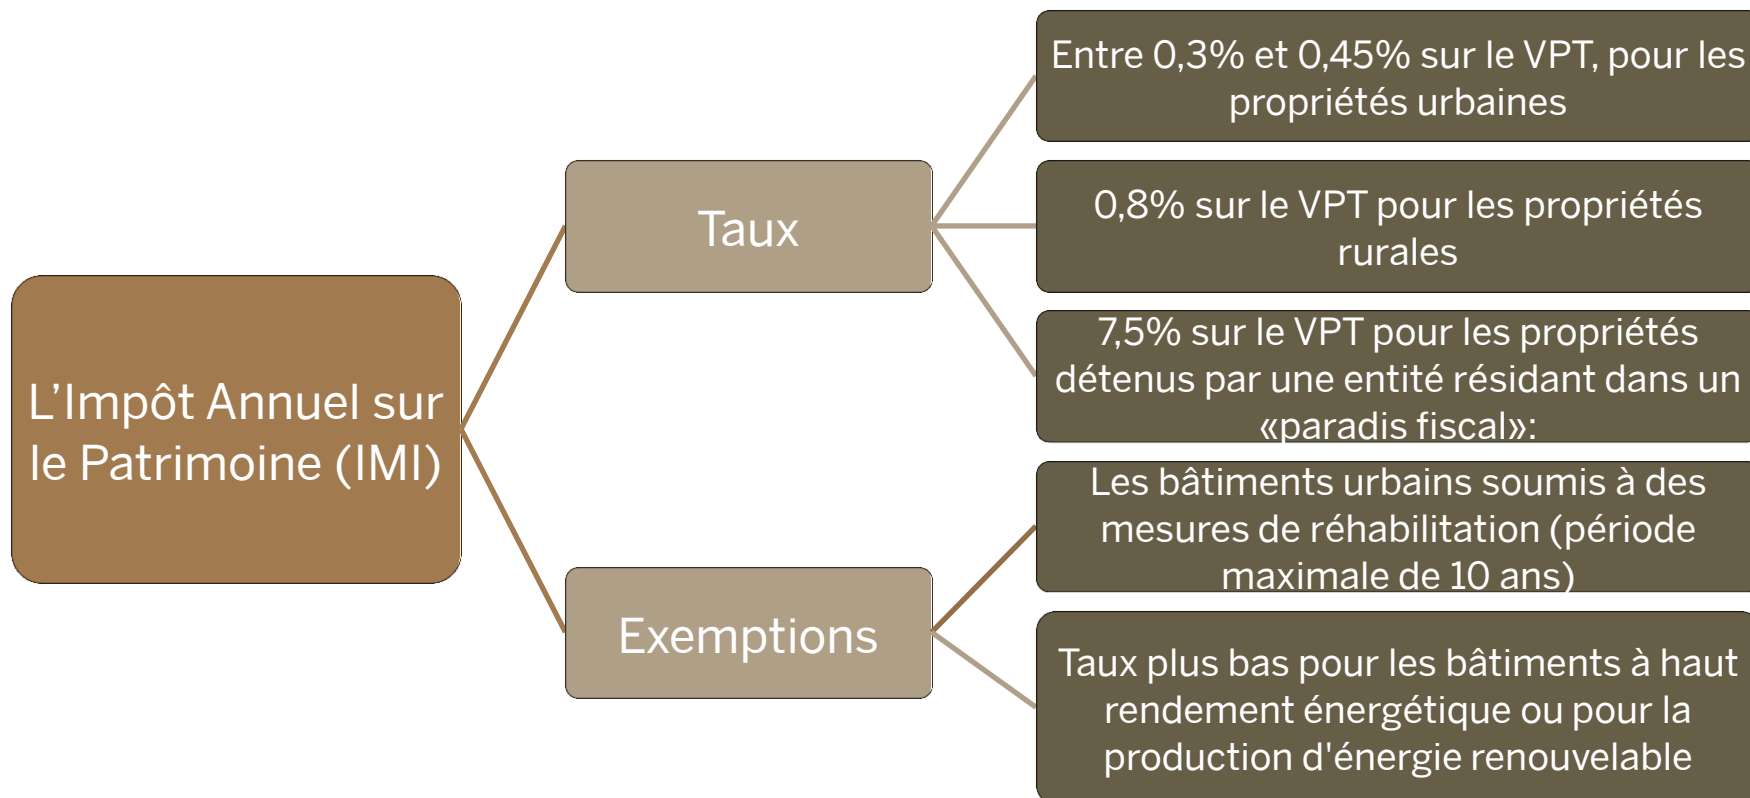 L’Impôt Annuel sur
le Patrimoine (IMI)
Taux
Entre 0,3% et 0,45% sur le VPT, pour les
propriétés urbaines
0,8% sur le VPT pour les propriétés
rurales
7,5% sur le VPT pour les propriétés
détenus par une entité résidant dans un
«paradis fiscal»:
Exemptions
Les bâtiments urbains soumis à des
mesures de réhabilitation (période
maximale de 10 ans)
Taux plus bas pour les bâtiments à haut
rendement énergétique ou pour la
production d'énergie renouvelable